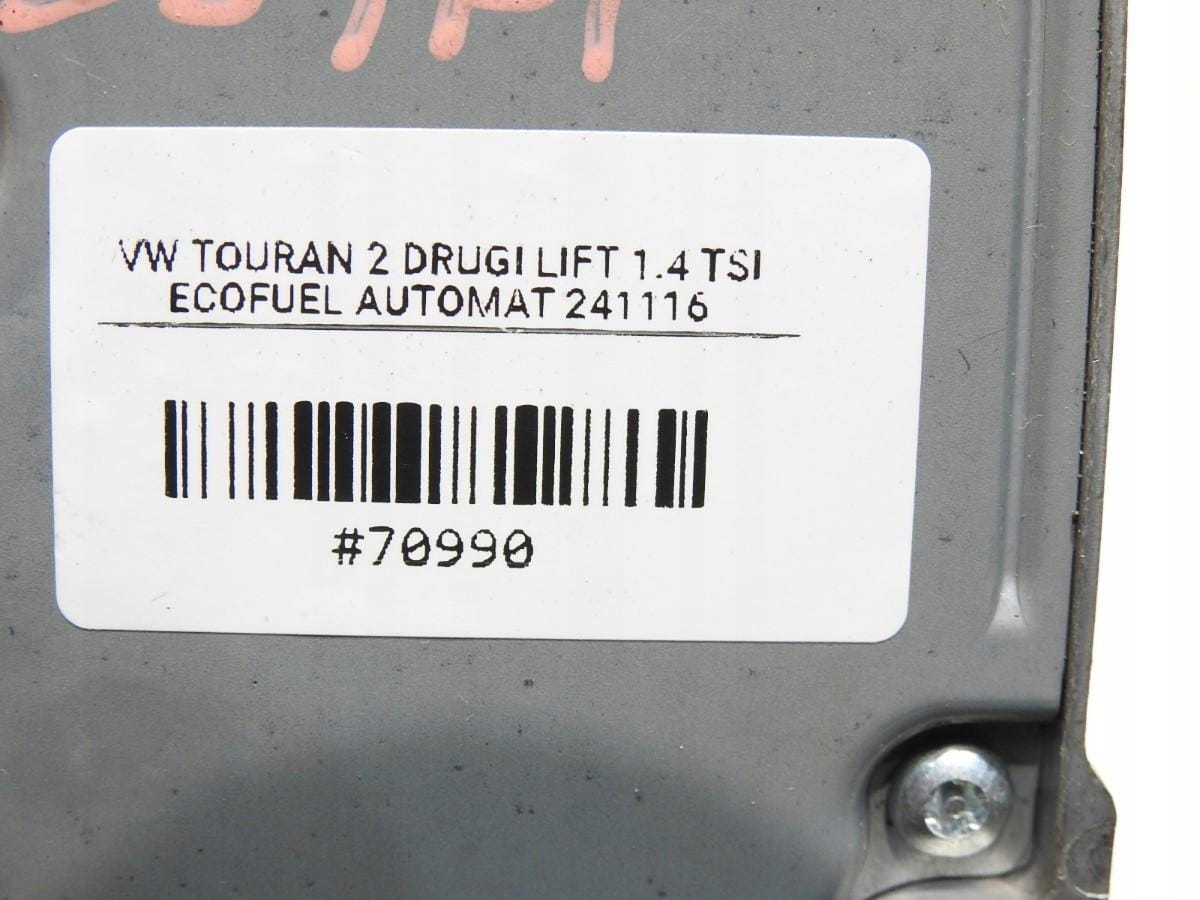 VW TOURAN 2 DRUGI LIFT 1.4 TSI
ECOFUEL AUTOMAT 241116
#70990